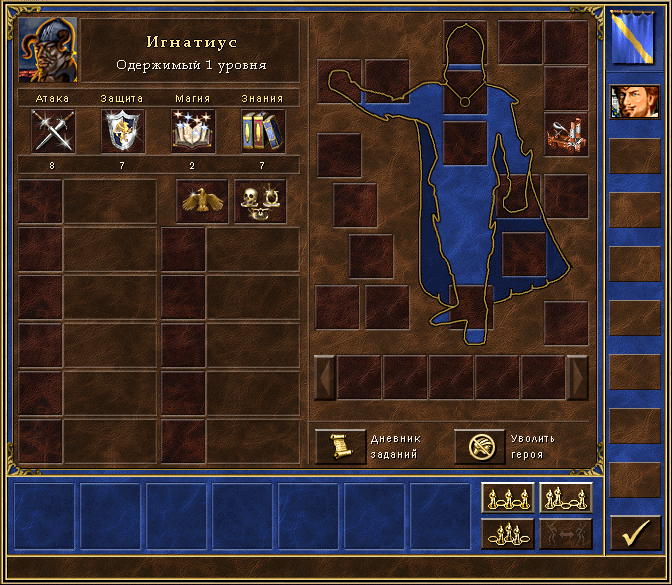 Игнатиус
Одержимый 1 уровня
Атака Защита Магия Знания
8 7 2 7
Дневник
заданий
Уволить
героя